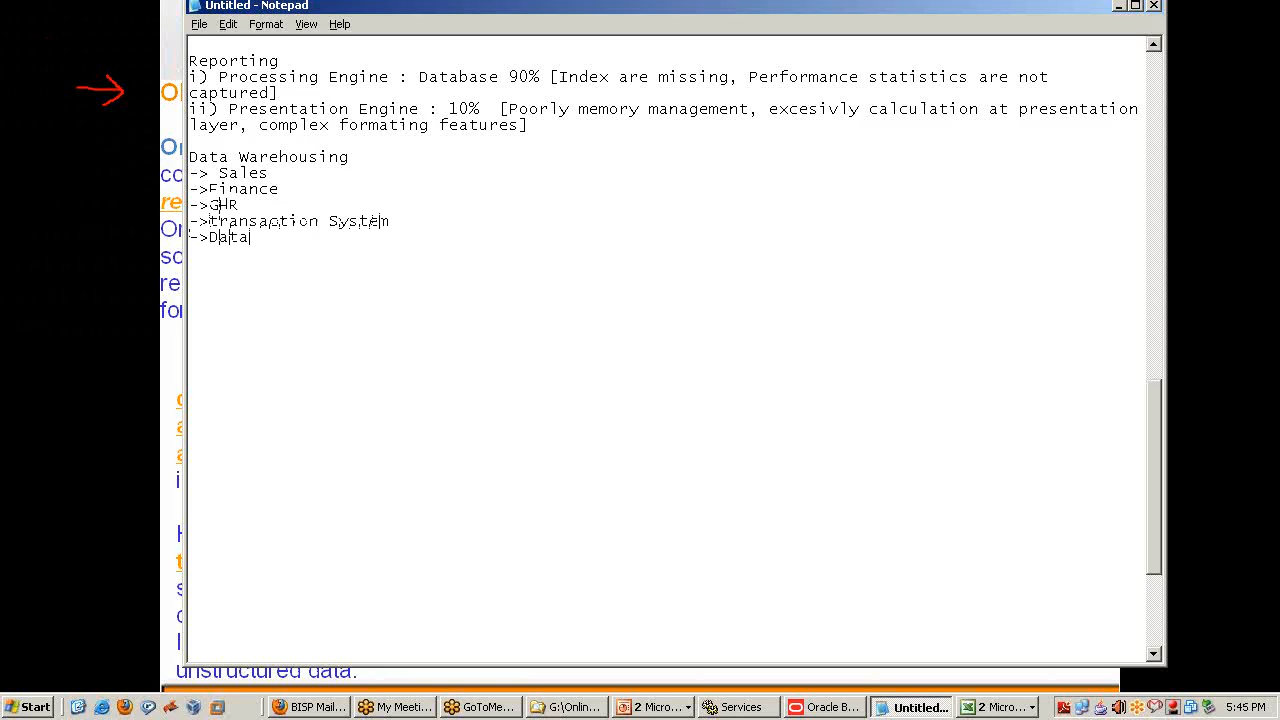 Untitled - Notepad
File Edit Format View Help
Reporting
i) Processing Engine : Database 90% [Index are missing, Performance statistics are not
captured]
ii) Presentation Engine : 10% [Poorly memory management, excesivly calculation at presentation
layer, complex formating features]
Data Warehousing
-> Sales
->Finance
->GHR
->transaction System
->Data
unstructured data.
Start BISP Mail... My Meeti... G:\Onlin... 2 Micro... Services Oracle B... Untitled... 2 Micro... 5:45 PM